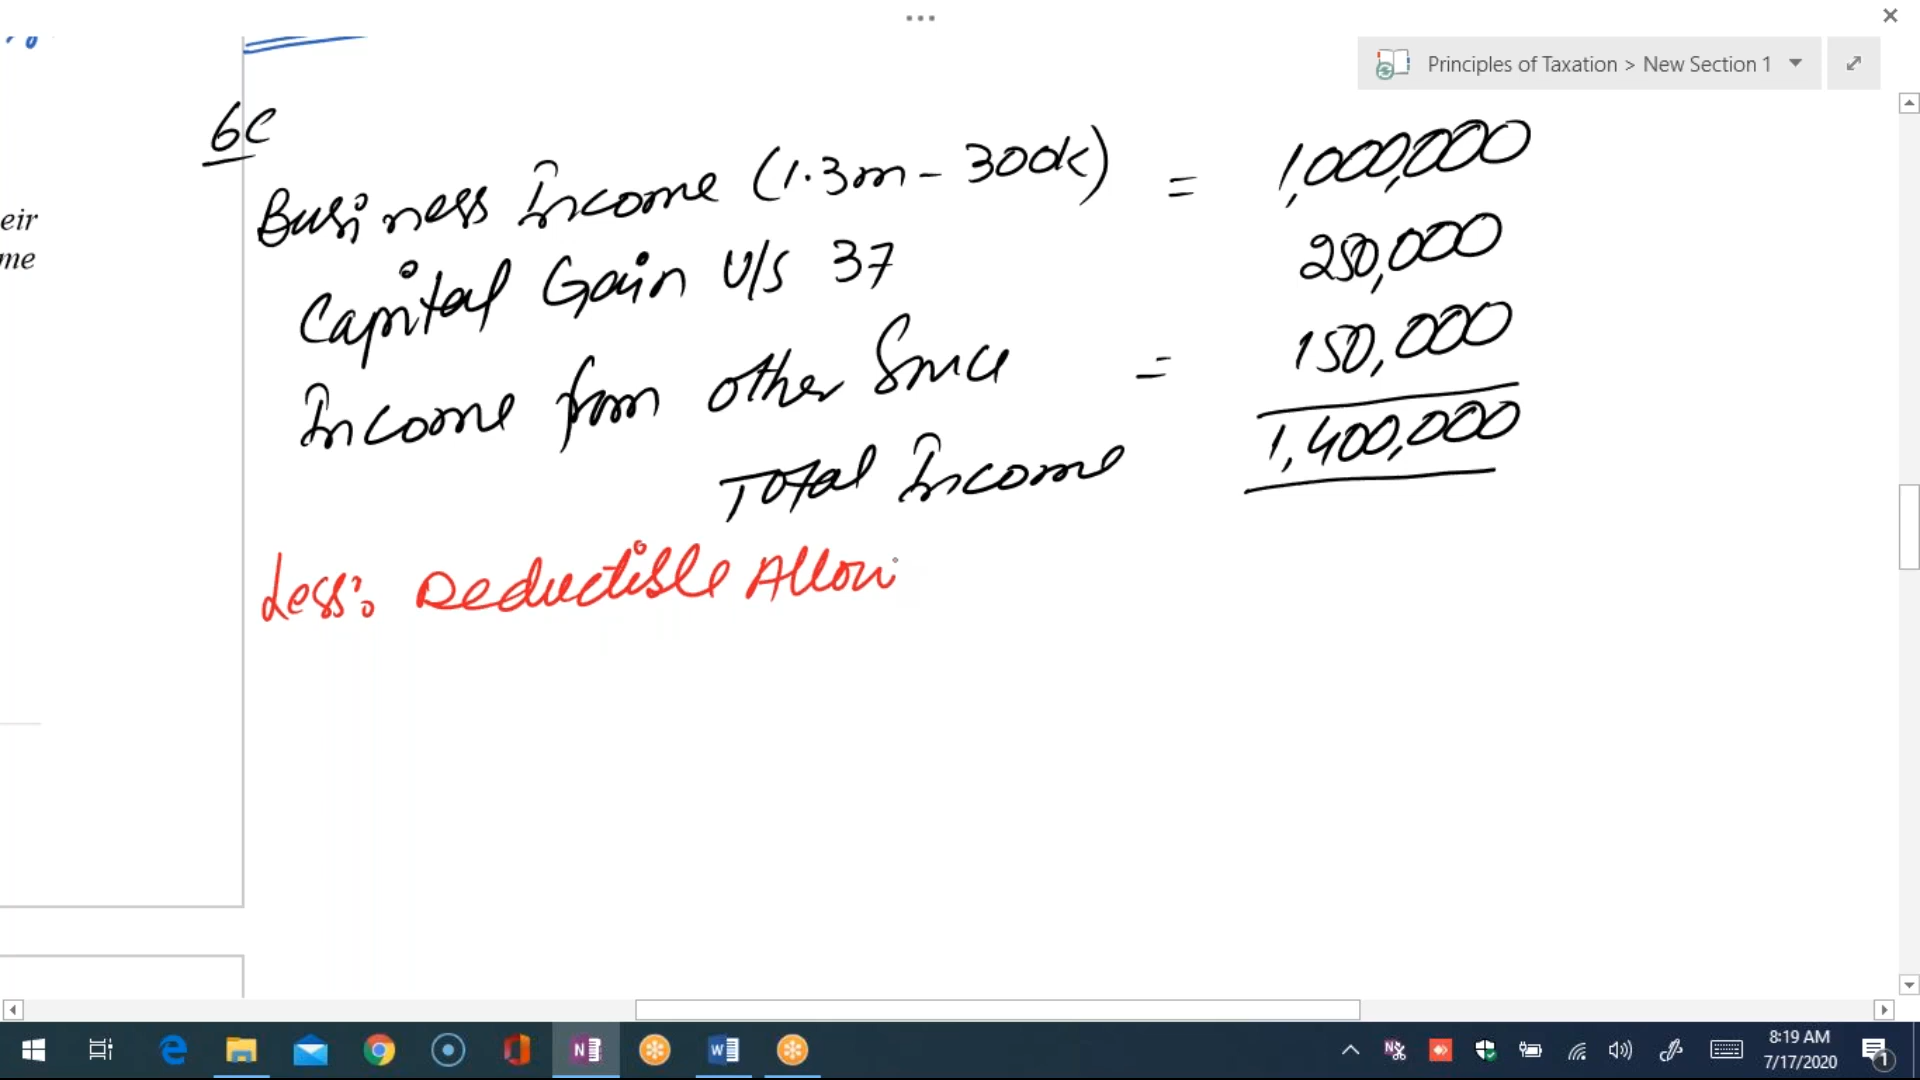 Principles of Taxation > New Section 1
6C
Business Income (1.3m - 300k) = 1,000,000
Capital Gain U/S 37 250,000
Income from other Source = 150,000
Total Income 1,400,000
Less: Deductible Allow
eir
me
8:19 AM
7/17/2020
1